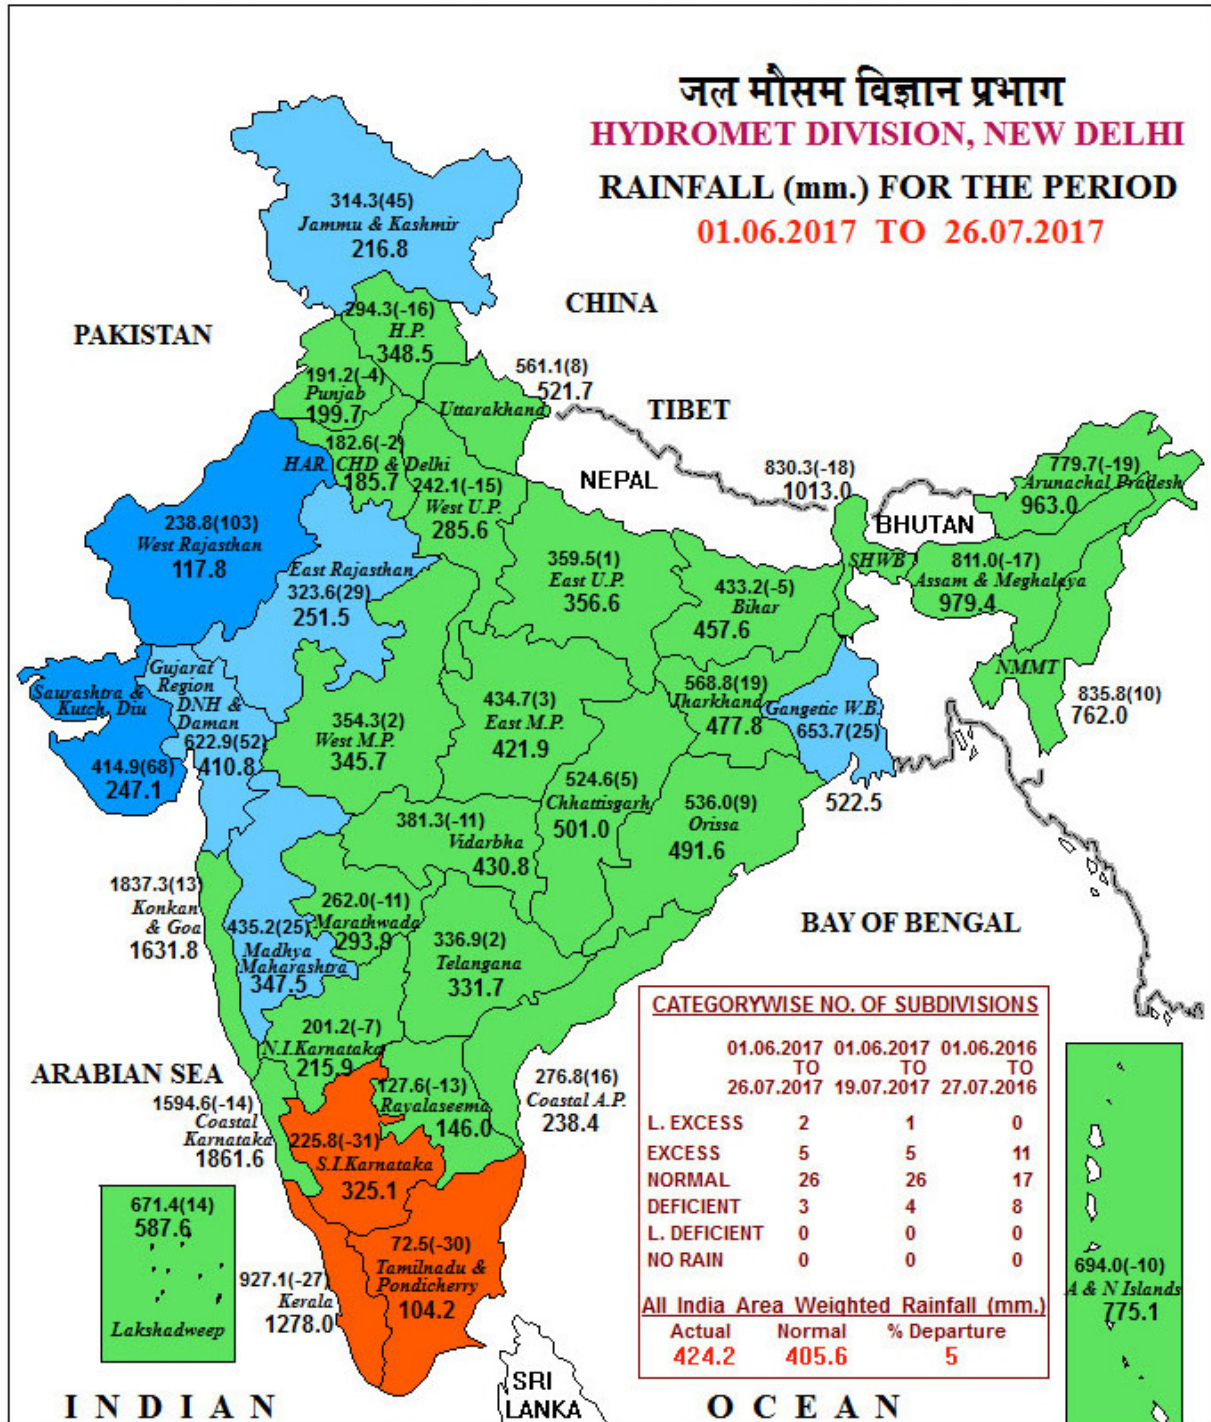 जल मौसम विज्ञान प्रभाग
HYDROMET DIVISION, NEW DELHI
RAINFALL (mm.) FOR THE PERIOD
01.06.2017 TO 26.07.2017
314.3(45)
Jammu & Kashmir
216.8
CHINA
PAKISTAN
294.3(-16)
H.P.
348.5
561.1(8)
521.7
Uttarakhand
191.2(-4)
Punjab
199.7
TIBET
182.6(-2)
HAR. CHD & Delhi
185.7
242.1(-15)
West U.P.
285.6
NEPAL
830.3(-18)
1013.0
SHWB
BHUTAN
779.7(-19)
Arunachal Pradesh
963.0
811.0(-17)
Assam & Meghalaya
979.4
NMMT
835.8(10)
762.0
238.8(103)
West Rajasthan
117.8
East Rajasthan
323.6(29)
251.5
359.5(1)
East U.P.
356.6
433.2(-5)
Bihar
457.6
Gujarat
Region
DNH &
Daman
622.9(52)
410.8
Saurashtra &
Kutch, Diu
414.9(68)
247.1
354.3(2)
West M.P.
345.7
434.7(3)
East M.P.
421.9
568.8(19)
Jharkhand
477.8
Gangetic W.B.
653.7(25)
522.5
524.6(5)
Chhattisgarh
501.0
536.0(9)
Orissa
491.6
381.3(-11)
Vidarbha
430.8
1837.3(13)
Konkan
& Goa
1631.8
262.0(-11)
Marathwada
293.9
435.2(25)
Madhya
Maharashtra
347.5
336.9(2)
Telangana
331.7
BAY OF BENGAL
201.2(-7)
N.I.Karnataka
215.9
ARABIAN SEA
127.6(-13)
Rayalaseema
146.0
276.8(16)
Coastal A.P.
238.4
1594.6(-14)
Coastal
Karnataka
1861.6
225.8(-31)
S.I.Karnataka
325.1
671.4(14)
587.6
Lakshadweep
72.5(-30)
Tamilnadu &
Pondicherry
104.2
927.1(-27)
Kerala
1278.0
CATEGORYWISE NO. OF SUBDIVISIONS
01.06.2017 01.06.2017 01.06.2016
TO TO TO
26.07.2017 19.07.2017 27.07.2016
L. EXCESS 2 1 0
EXCESS 5 5 11
NORMAL 26 26 17
DEFICIENT 3 4 8
L. DEFICIENT 0 0 0
NO RAIN 0 0 0
All India Area Weighted Rainfall (mm.)
Actual Normal % Departure
424.2 405.6 5
694.0(-10)
A & N Islands
775.1
SRI
LANKA
INDIAN OCEAN